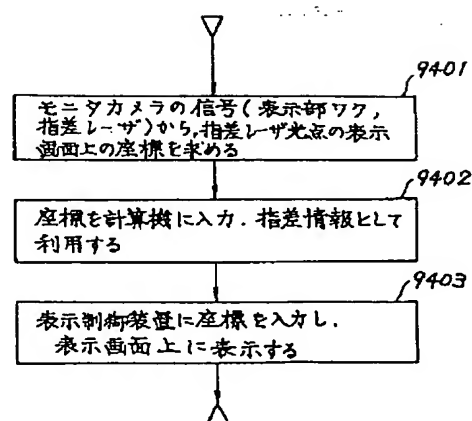 9401
モニタカメラの信号(表示部ワク,
指差レーザ)から,指差レーザ光点の表示
画面上の座標を求める
9402
座標を計算機に入力.指差情報として
利用する
9403
表示制御装置に座標を入力し.
表示画面上に表示する